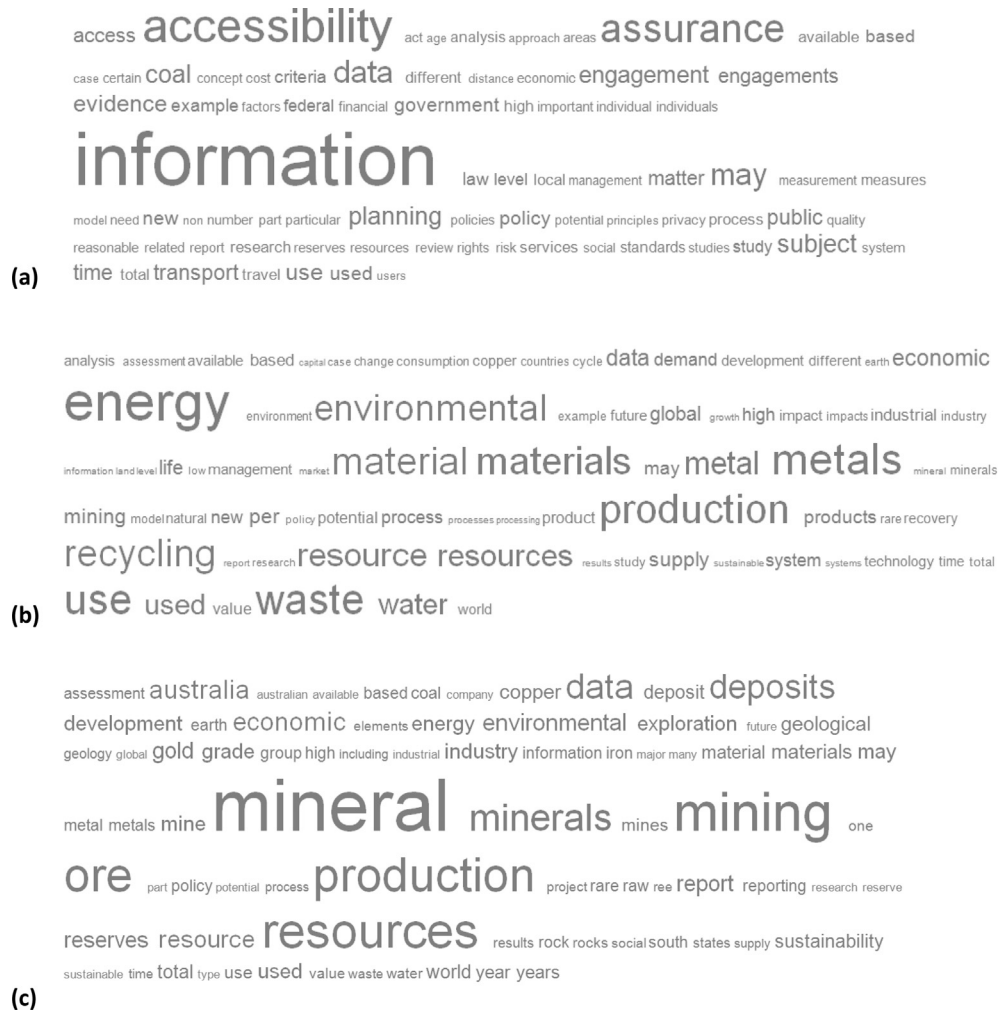 access accessibility act age analysis approach areas assurance available based
case certain coal concept cost criteria data different distance economic engagement engagements
evidence example factors federal financial government high important individual individuals
information law level local management matter may measurement measures
model need new non number part particular planning policies policy potential principles privacy process public quality
reasonable related report research reserves resources review rights risk services social standards studies study subject system
(a) time total transport travel use used users
analysis assessment available based capital case change consumption copper countries cycle data demand development different earth economic
energy environment environmental example future global growth high impact impacts industrial industry
information land level life low management market material materials may metal metals mineral minerals
mining model natural new per policy potential process processes processing product production products rare recovery
recycling report research resource resources results study supply sustainable system systems technology time total
(b) use used value waste water world
assessment australia australian available based coal company copper data deposit deposits
development earth economic elements energy environmental exploration future geological
geology global gold grade group high including industrial industry information iron major many material materials may
metal metals mine mineral minerals mines mining one
ore part policy potential process production project rare raw ree report reporting research reserve
reserves resource resources results rock rocks social south states supply sustainability
sustainable time total type use used value waste water world year years
(c)